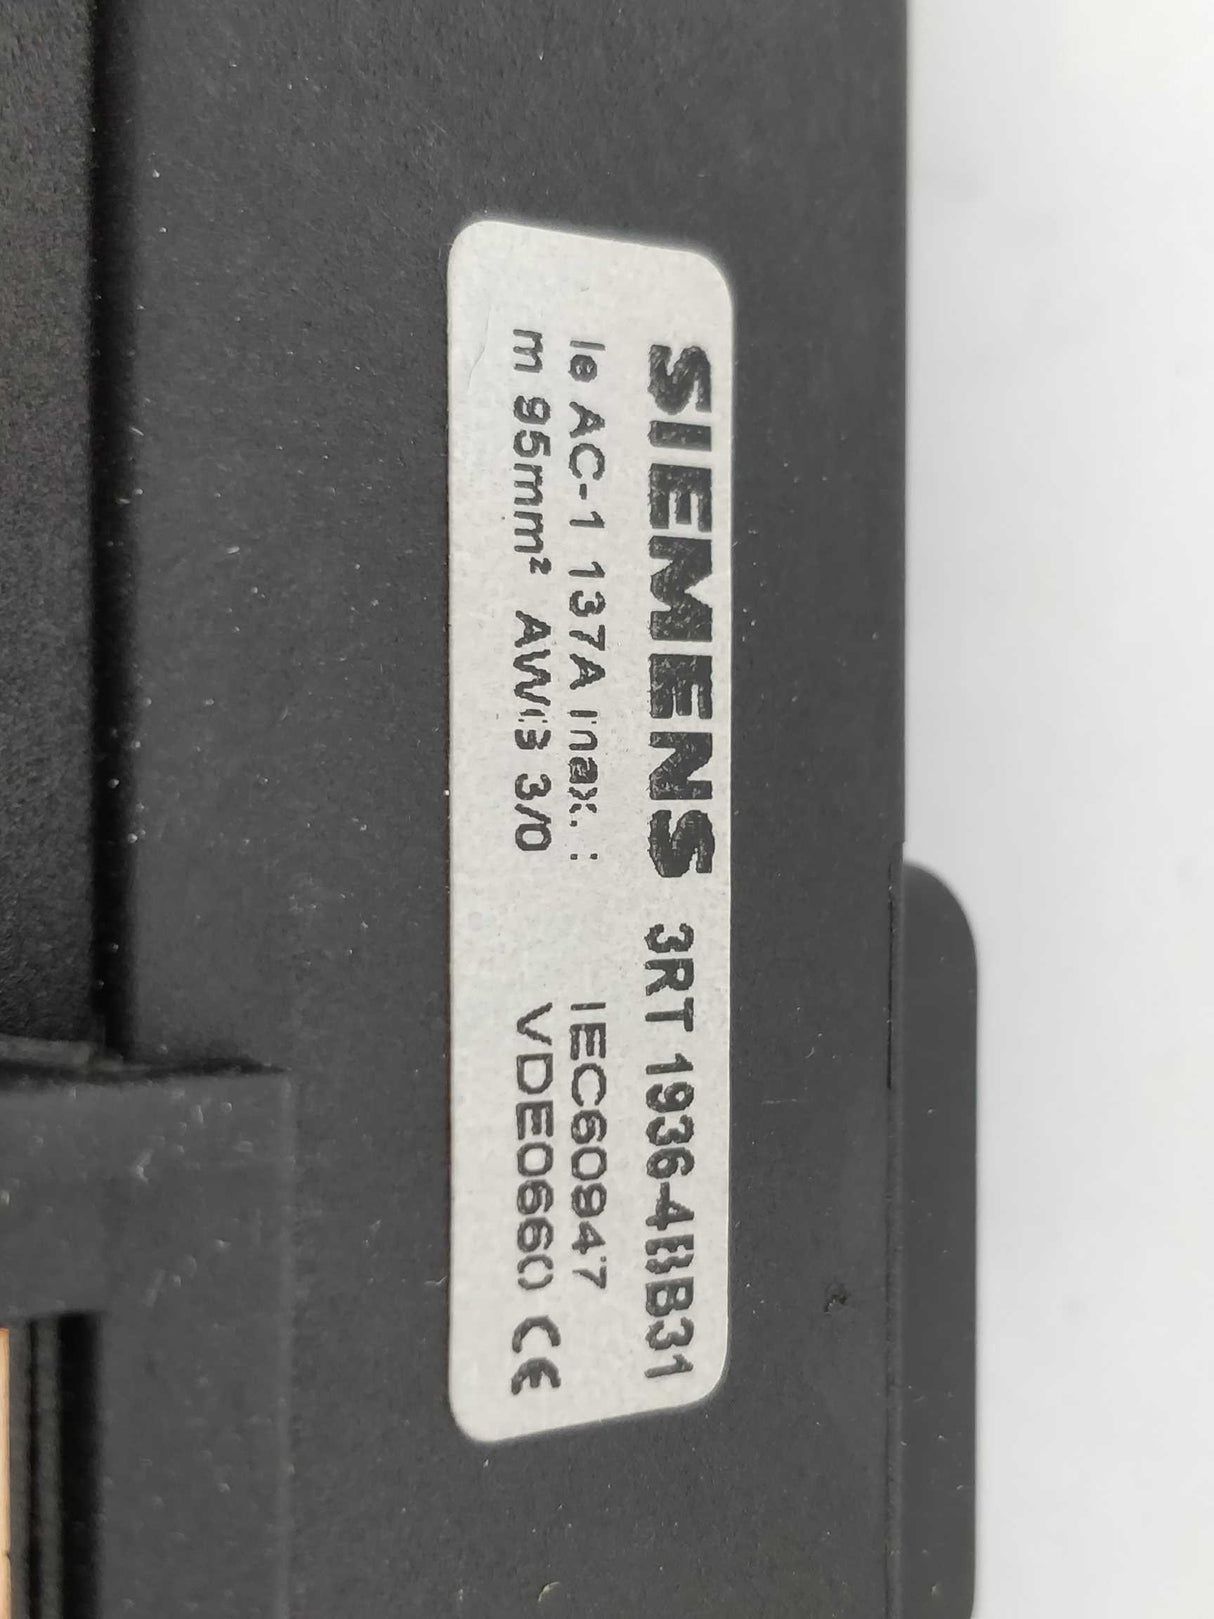 SIEMENS 3RT 1936-4BB31
Ie AC-1 137A max. : IEC60947
m 95mm² AWG 3/0 VDE0660 CE